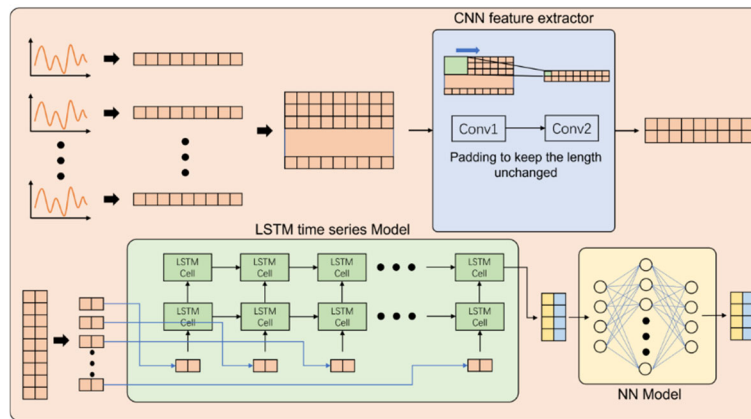 CNN feature extractor
Conv1
Conv2
Padding to keep the length
unchanged
LSTM time series Model
LSTM
Cell
LSTM
Cell
LSTM
Cell
LSTM
Cell
LSTM
Cell
LSTM
Cell
LSTM
Cell
LSTM
Cell
NN Model